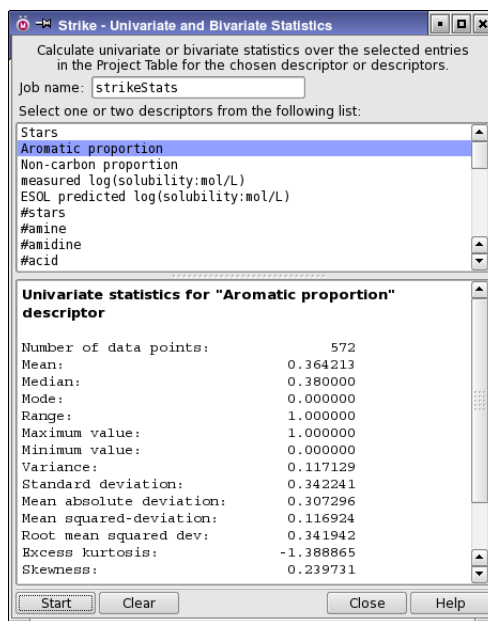 Strike - Univariate and Bivariate Statistics
Calculate univariate or bivariate statistics over the selected entries
in the Project Table for the chosen descriptor or descriptors.
Job name: strikeStats
Select one or two descriptors from the following list:
Stars
Aromatic proportion
Non-carbon proportion
measured log(solubility:mol/L)
ESOL predicted log(solubility:mol/L)
#stars
#amine
#amidine
#acid
Univariate statistics for "Aromatic proportion"
descriptor
Number of data points: 572
Mean: 0.364213
Median: 0.380000
Mode: 0.000000
Range: 1.000000
Maximum value: 1.000000
Minimum value: 0.000000
Variance: 0.117129
Standard deviation: 0.342241
Mean absolute deviation: 0.307296
Mean squared-deviation: 0.116924
Root mean squared dev: 0.341942
Excess kurtosis: -1.388865
Skewness: 0.239731
Start Clear Close Help